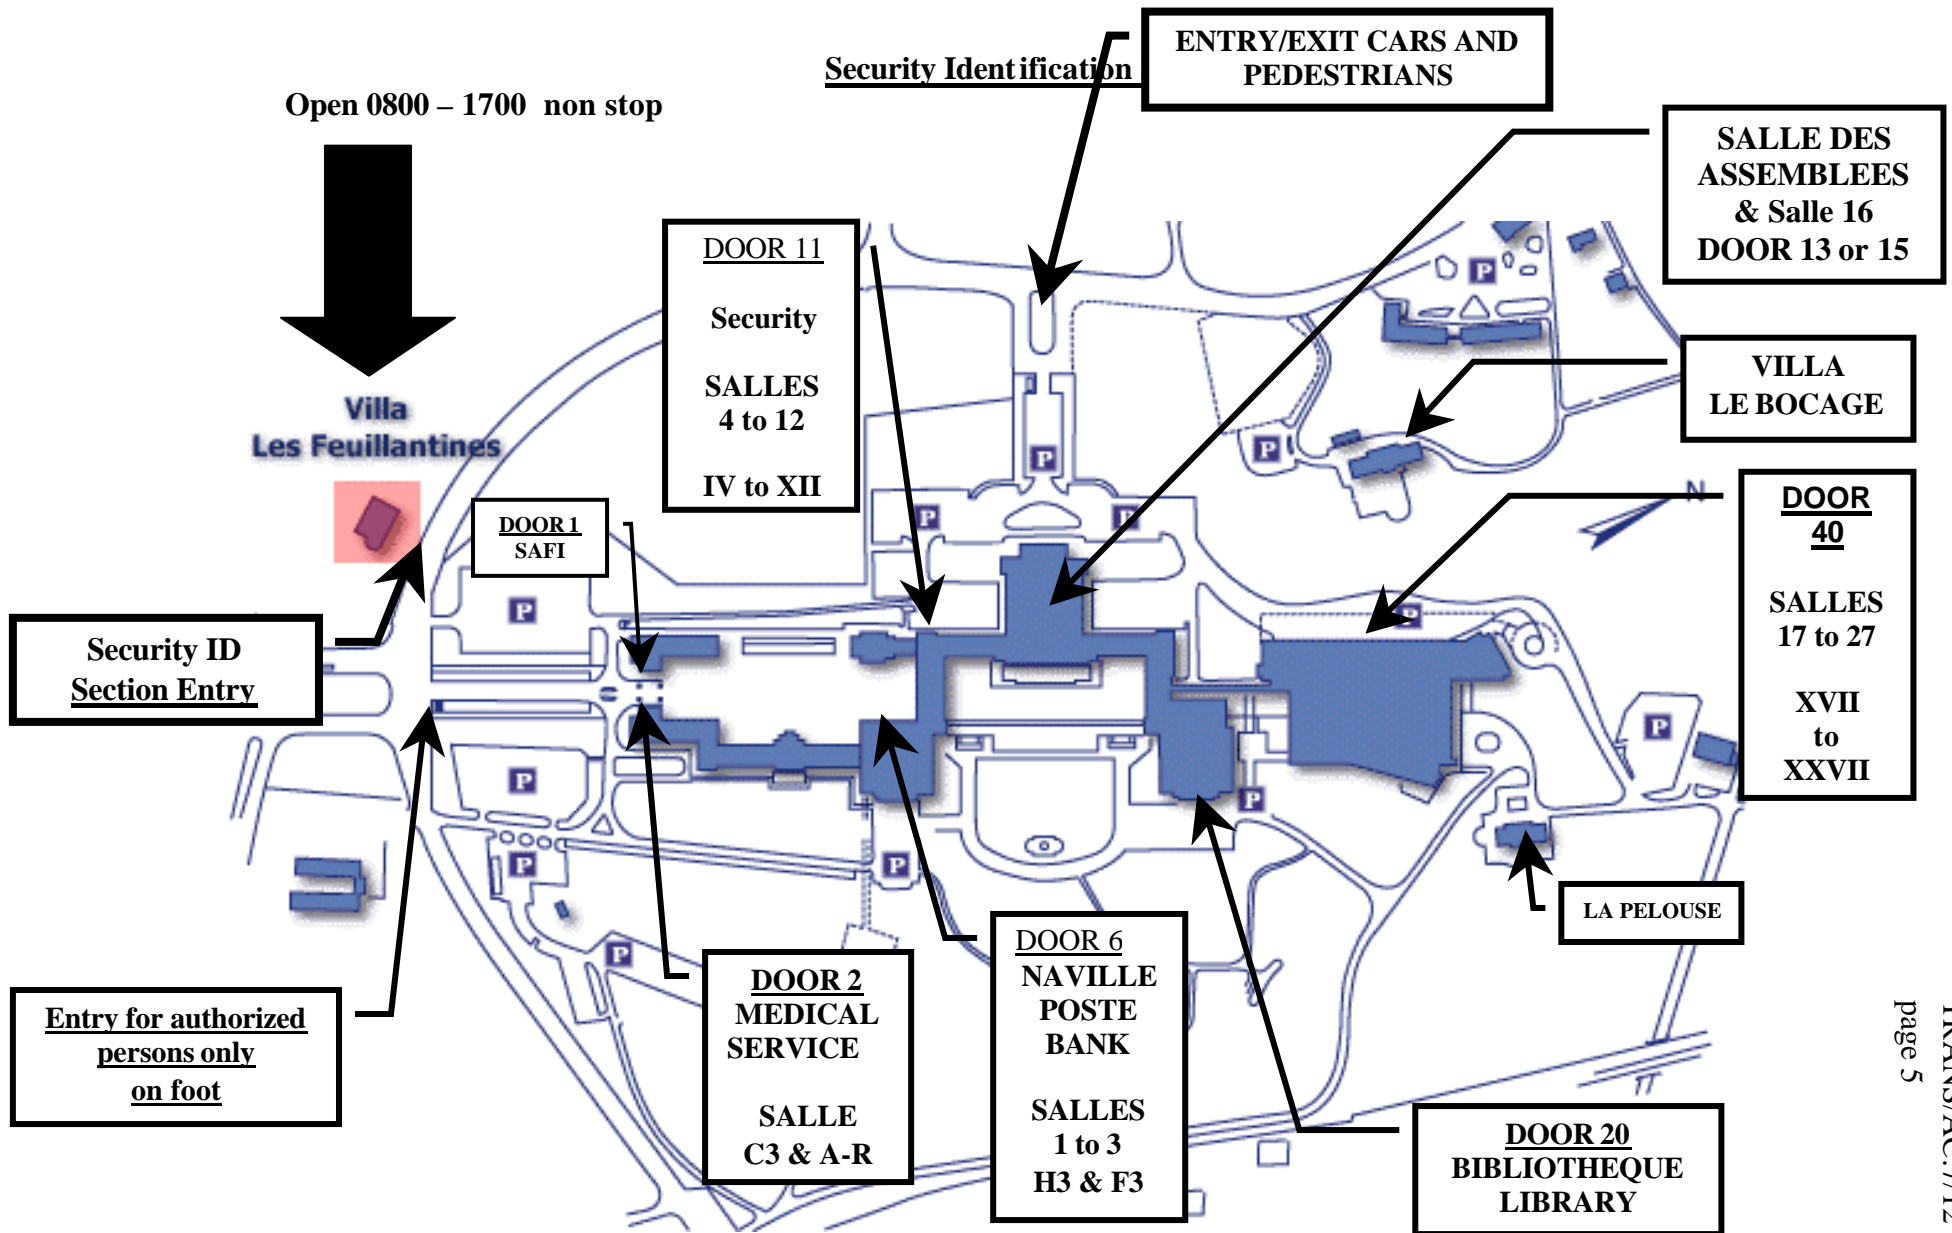 Security Identification
ENTRY/EXIT CARS AND
PEDESTRIANS
Open 0800 – 1700 non stop
SALLE DES
ASSEMBLEES
& Salle 16
DOOR 13 or 15
DOOR 11
Security
SALLES
4 to 12
IV to XII
VILLA
LE BOCAGE
Villa
Les Feuillantines
DOOR 1
SAFI
P
P
P
P
P
P
P
P
P
P
P
P
P
N
DOOR
40
SALLES
17 to 27
XVII
to
XXVII
Security ID
Section Entry
LA PELOUSE
Entry for authorized
persons only
on foot
DOOR 2
MEDICAL
SERVICE
SALLE
C3 & A-R
DOOR 6
NAVILLE
POSTE
BANK
SALLES
1 to 3
H3 & F3
DOOR 20
BIBLIOTHEQUE
LIBRARY
page 5